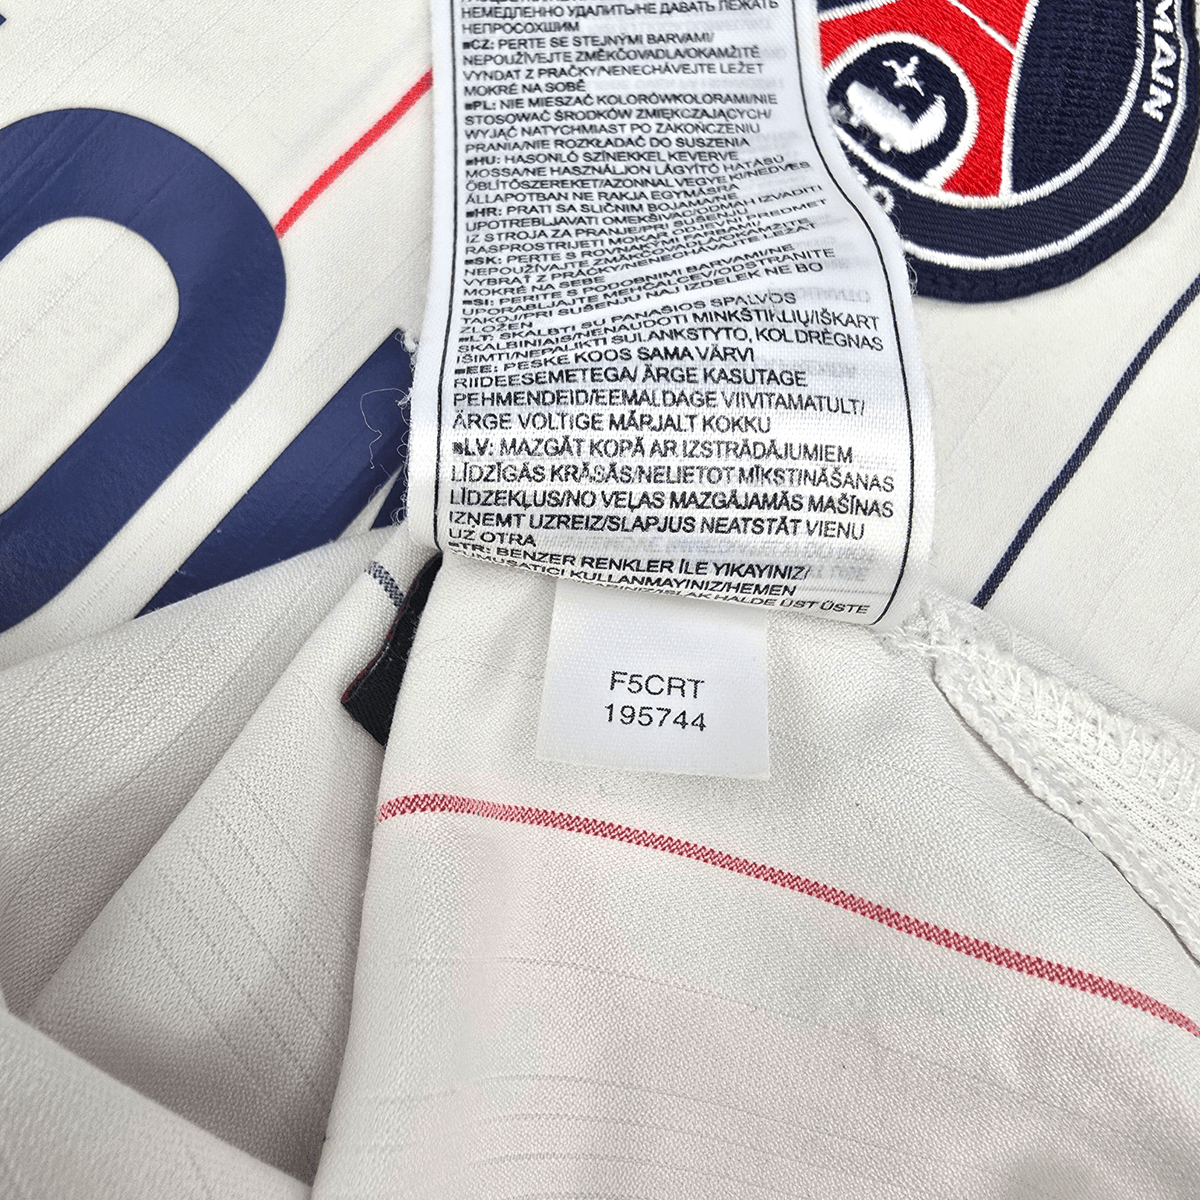 НЕМЕДЛЕННО УДАЛИТЬ/НЕ ДАВАТЬ ЛЕЖАТЬ
НЕПРОСОХШИМ
■CZ: PERTE SE STEJNÝMI BARVAMI/
NEPOUŽÍVEJTE ZMĚKČOVADLA/OKAMŽITĚ
VYNDAT Z PRAČKY/NENECHÁVEJTE LEŽET
MOKRÉ NA SOBĚ
■PL: NIE MIESZAĆ KOLORÓW KOLORAMI/NIE
STOSOWAĆ ŚRODKÓW ZMIĘKCZAJĄCYCH/
WYJĄĆ NATYCHMIAST PO ZAKOŃCZENIU
PRANIA/NIE ROZKŁADAĆ DO SUSZENIA
■HU: HASONLÓ SZÍNEKKEL KEVERVE
MOSSA/NE HASZNÁLJON LÁGYÍTÓ HATÁSÚ
ÖBLÍTŐSZEREKET/AZONNAL VEGYE KI/NEDVES
ÁLLAPOTBAN NE RAKJA EGYMÁSRA
■HR: PRATI SA SLIČNIM BOJAMA/NE
UPOTREBLJAVATI OMEKŠIVAČ/ODMAH IZVADITI
IZ STROJA ZA PRANJE/PRI SUŠENJU
RASPROSTRIJETI MOKAR ODJEVNI PREDMET
■SK: PERTE S ROVNAKÝMI FARBAMI/
NEPOUŽÍVAJTE ZMÄKČOVADLÁ/OKAMŽITE
VYBRAŤ Z PRÁČKY/NENECHÁVAJTE LEŽAŤ
MOKRÉ NA SEBE
■SI: PERITE S PODOBNIMI BARVAMI/NE
UPORABLJAJTE MEHČALCEV/ODSTRANITE
TAKOJ/PRI SUŠENJU NAJ IZDELEK NE BO
ZLOŽEN
■LT: SKALBTI SU PANAŠIOS SPALVOS
SKALBINIAIS/NENAUDOTI MINKŠTIKLIŲ/IŠKART
IŠIMTI/NEPALIKTI SULANKSTYTO, KOL DRĖGNAS
■EE: PESKE KOOS SAMA VÄRVI
RIIDEESEMETEGA/ ÄRGE KASUTAGE
PEHMENDEID/EEMALDAGE VIIVITAMATULT/
ÄRGE VOLTIGE MÄRJALT KOKKU
■LV: MAZGĀT KOPĀ AR IZSTRĀDĀJUMIEM
LĪDZĪGĀS KRĀSĀS/NELIETOT MĪKSTINĀŠANAS
LĪDZEKĻUS/NO VEĻAS MAZGĀJAMĀS MAŠĪNAS
IZŅEMT UZREIZ/SLAPJUS NEATSTĀT VIENU
UZ OTRA
■TR: BENZER RENKLER İLE YIKAYINIZ/
YUMUŞATICI KULLANMAYINIZ/HEMEN
ÇIKARINIZ/ISLAK HALDE ÜST ÜSTE
F5CRT
195744